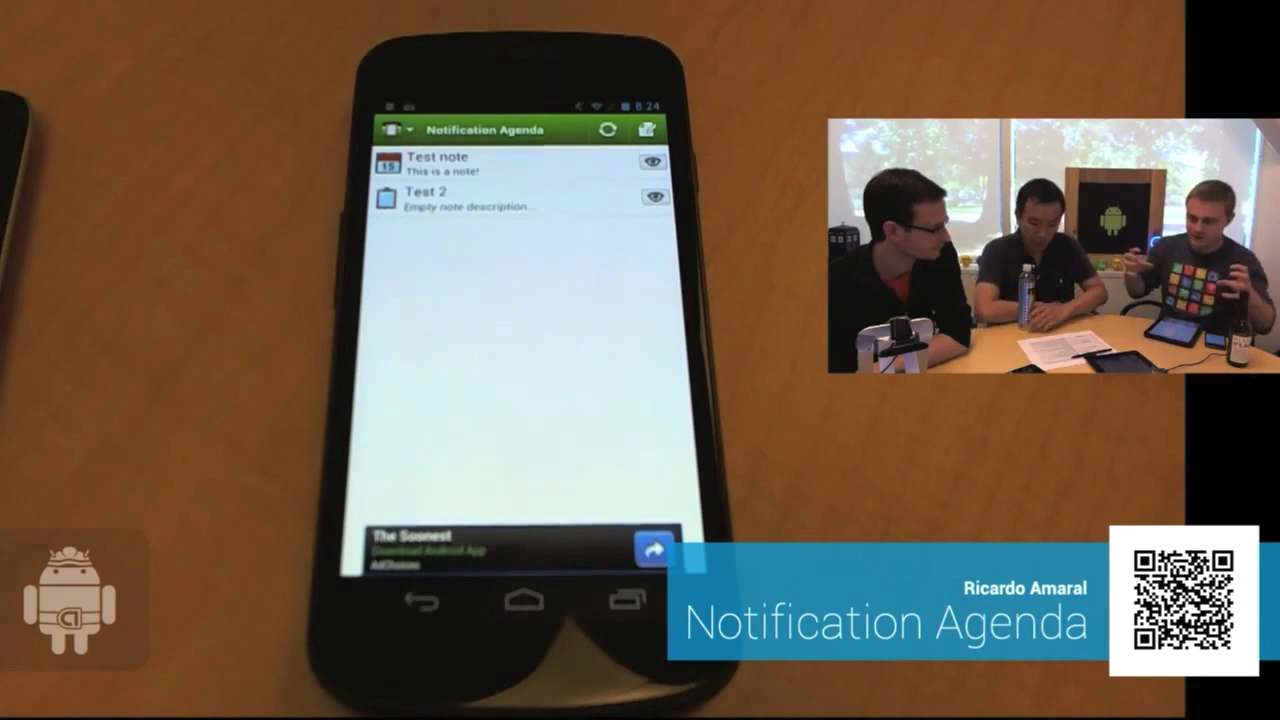 8:24
Notification Agenda
15
Test note
This is a note!
Test 2
Empty note description...
The Soonest
Download Android App
AdChoices
Ricardo Amaral
Notification Agenda